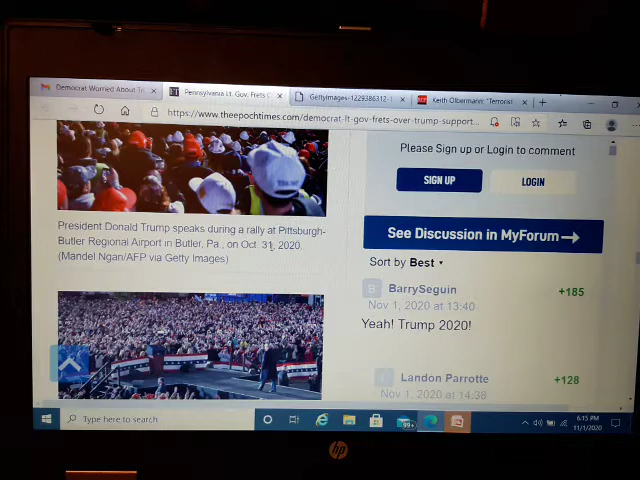 Democrat Worried About Tr
Pennsylvania Lt. Gov. Frets
GettyImages-1229386312-1
Keith Olbermann: 'Terrorist
https://www.theepochtimes.com/democrat-lt-gov-frets-over-trump-support...
Please Sign up or Login to comment
SIGN UP
LOGIN
President Donald Trump speaks during a rally at Pittsburgh-
Butler Regional Airport in Butler, Pa., on Oct. 31, 2020.
(Mandel Ngan/AFP via Getty Images)
See Discussion in MyForum
Sort by Best
B
BarrySeguin
+185
Nov 1, 2020 at 13:40
Yeah! Trump 2020!
Landon Parrotte
+128
Nov 1, 2020 at 14:38
Type here to search
99+
6:15 PM
11/1/2020
hp